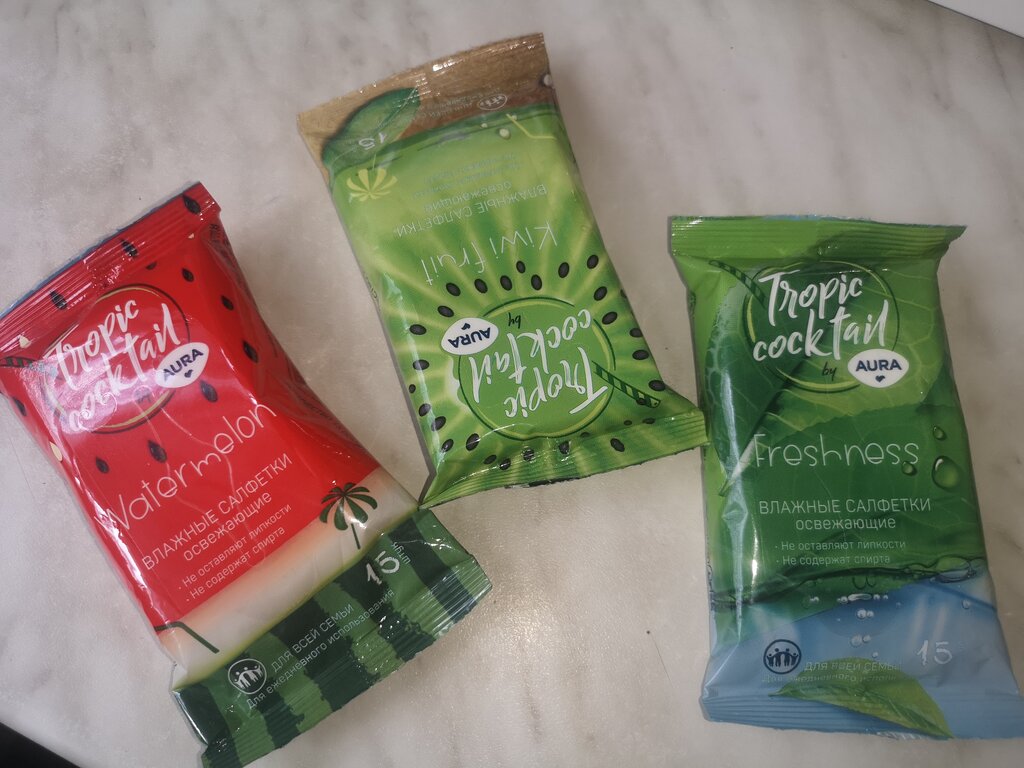 Tropic
cocktail
AURA
Watermelon
ВЛАЖНЫЕ САЛФЕТКИ
освежающие
- Не оставляют липкости
- Не содержат спирта
15
ДЛЯ ВСЕЙ СЕМЬИ
Для ежедневного использования
Tropic
cocktail
by
AURA
Kiwi fruit
ВЛАЖНЫЕ САЛФЕТКИ
освежающие
15
Tropic
cocktail
by AURA
Freshness
ВЛАЖНЫЕ САЛФЕТКИ
освежающие
- Не оставляют липкости
- Не содержат спирта
ДЛЯ ВСЕЙ СЕМЬИ
15
Для ежедневного